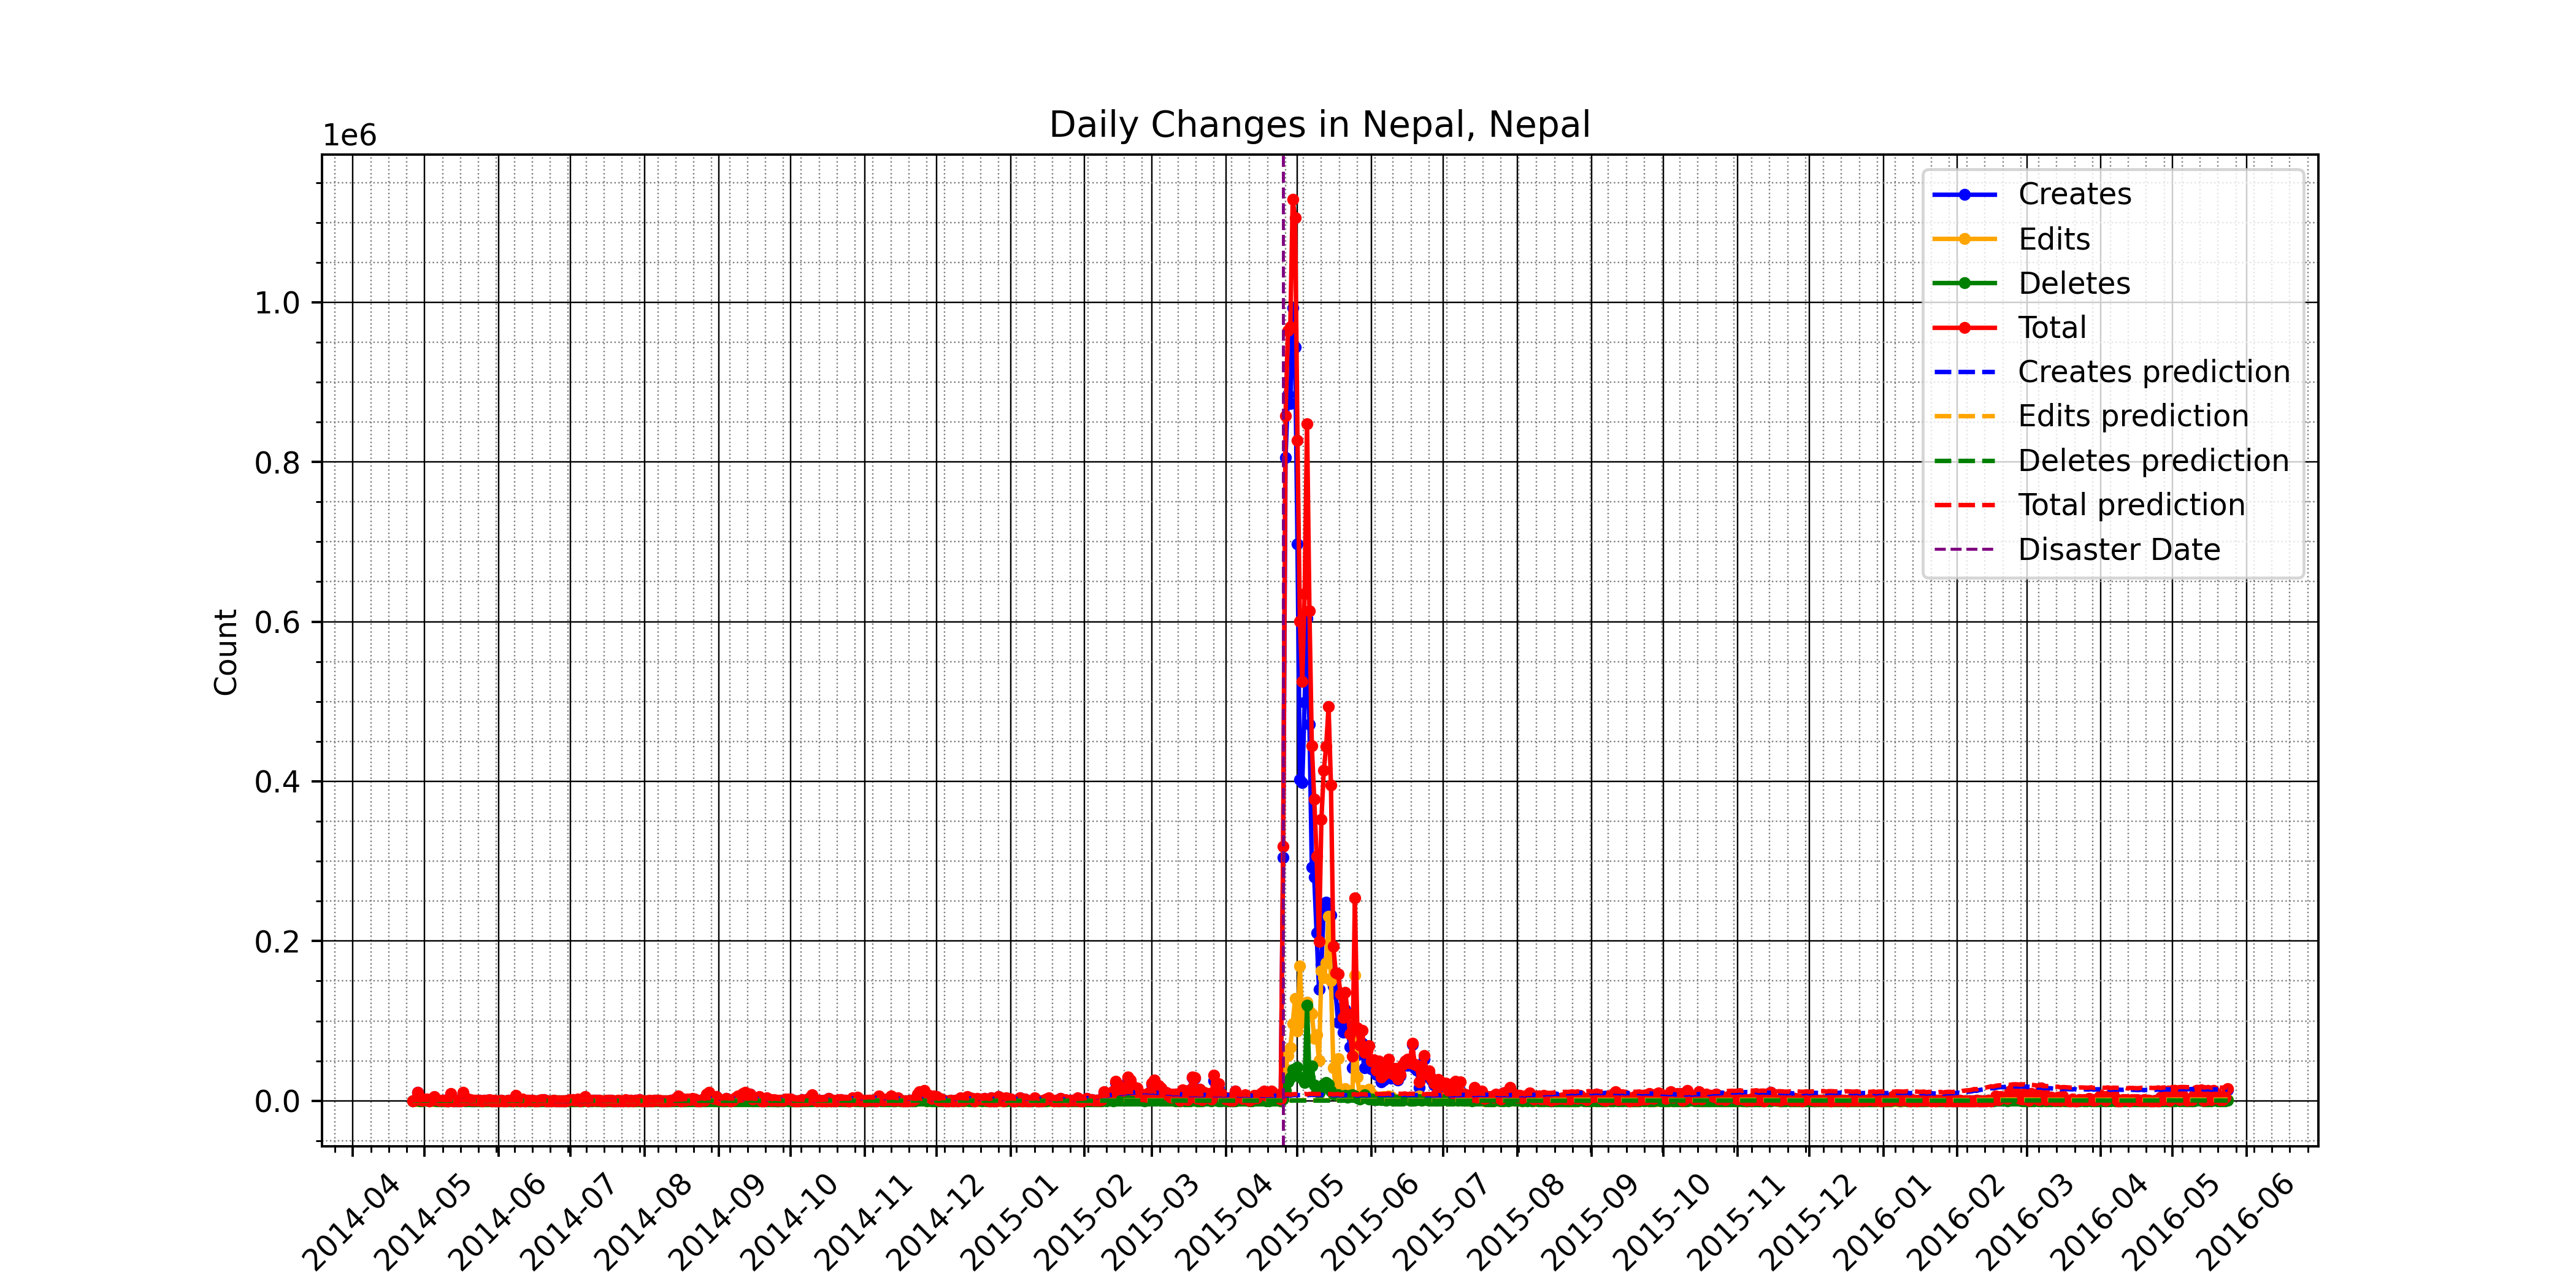 Daily Changes in Nepal, Nepal
1e6
Count
1.0
0.8
0.6
0.4
0.2
0.0
Creates
Edits
Deletes
Total
Creates prediction
Edits prediction
Deletes prediction
Total prediction
Disaster Date
2014-04
2014-05
2014-06
2014-07
2014-08
2014-09
2014-10
2014-11
2014-12
2015-01
2015-02
2015-03
2015-04
2015-05
2015-06
2015-07
2015-08
2015-09
2015-10
2015-11
2015-12
2016-01
2016-02
2016-03
2016-04
2016-05
2016-06